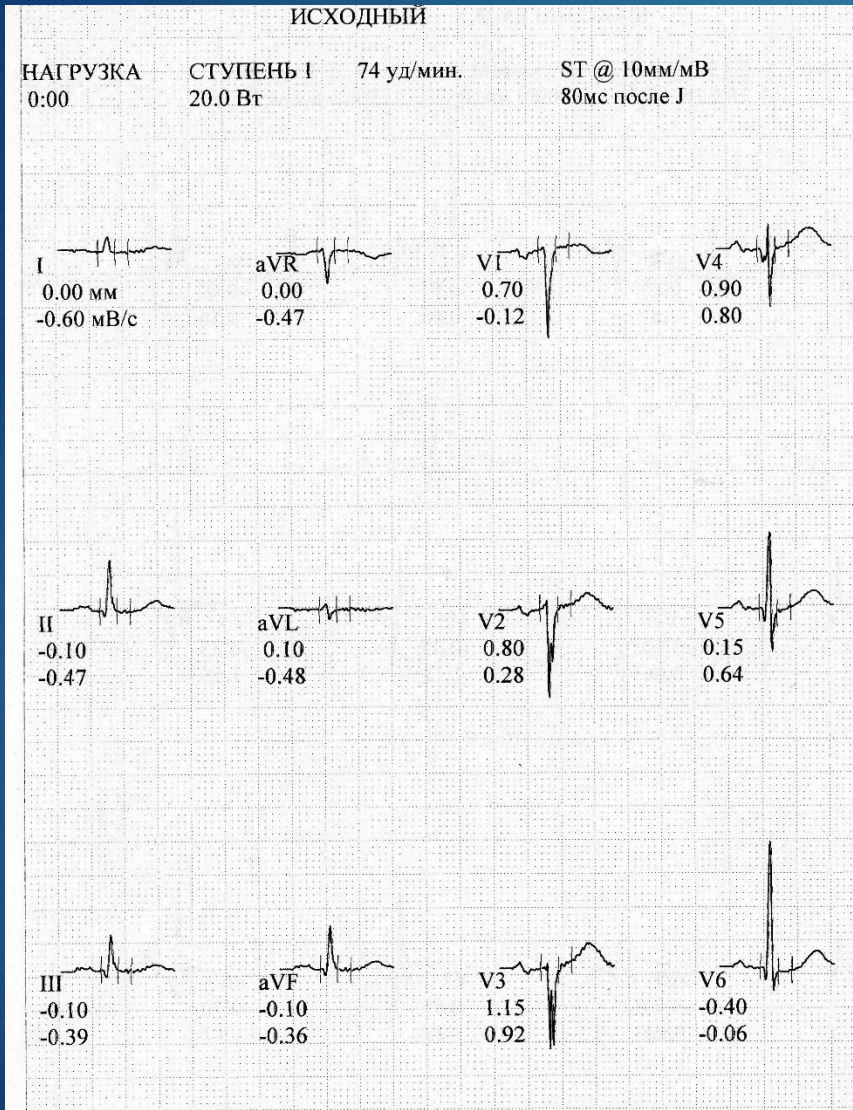 ИСХОДНЫЙ
НАГРУЗКА СТУПЕНЬ 1 74 уд/мин. ST @ 10мм/мВ
0:00 20.0 Вт 80мс после J
I aVR V1 V4
0.00 мм 0.00 0.70 0.90
-0.60 мВ/с -0.47 -0.12 0.80
II aVL V2 V5
-0.10 0.10 0.80 0.15
-0.47 -0.48 0.28 0.64
III aVF V3 V6
-0.10 -0.10 1.15 -0.40
-0.39 -0.36 0.92 -0.06